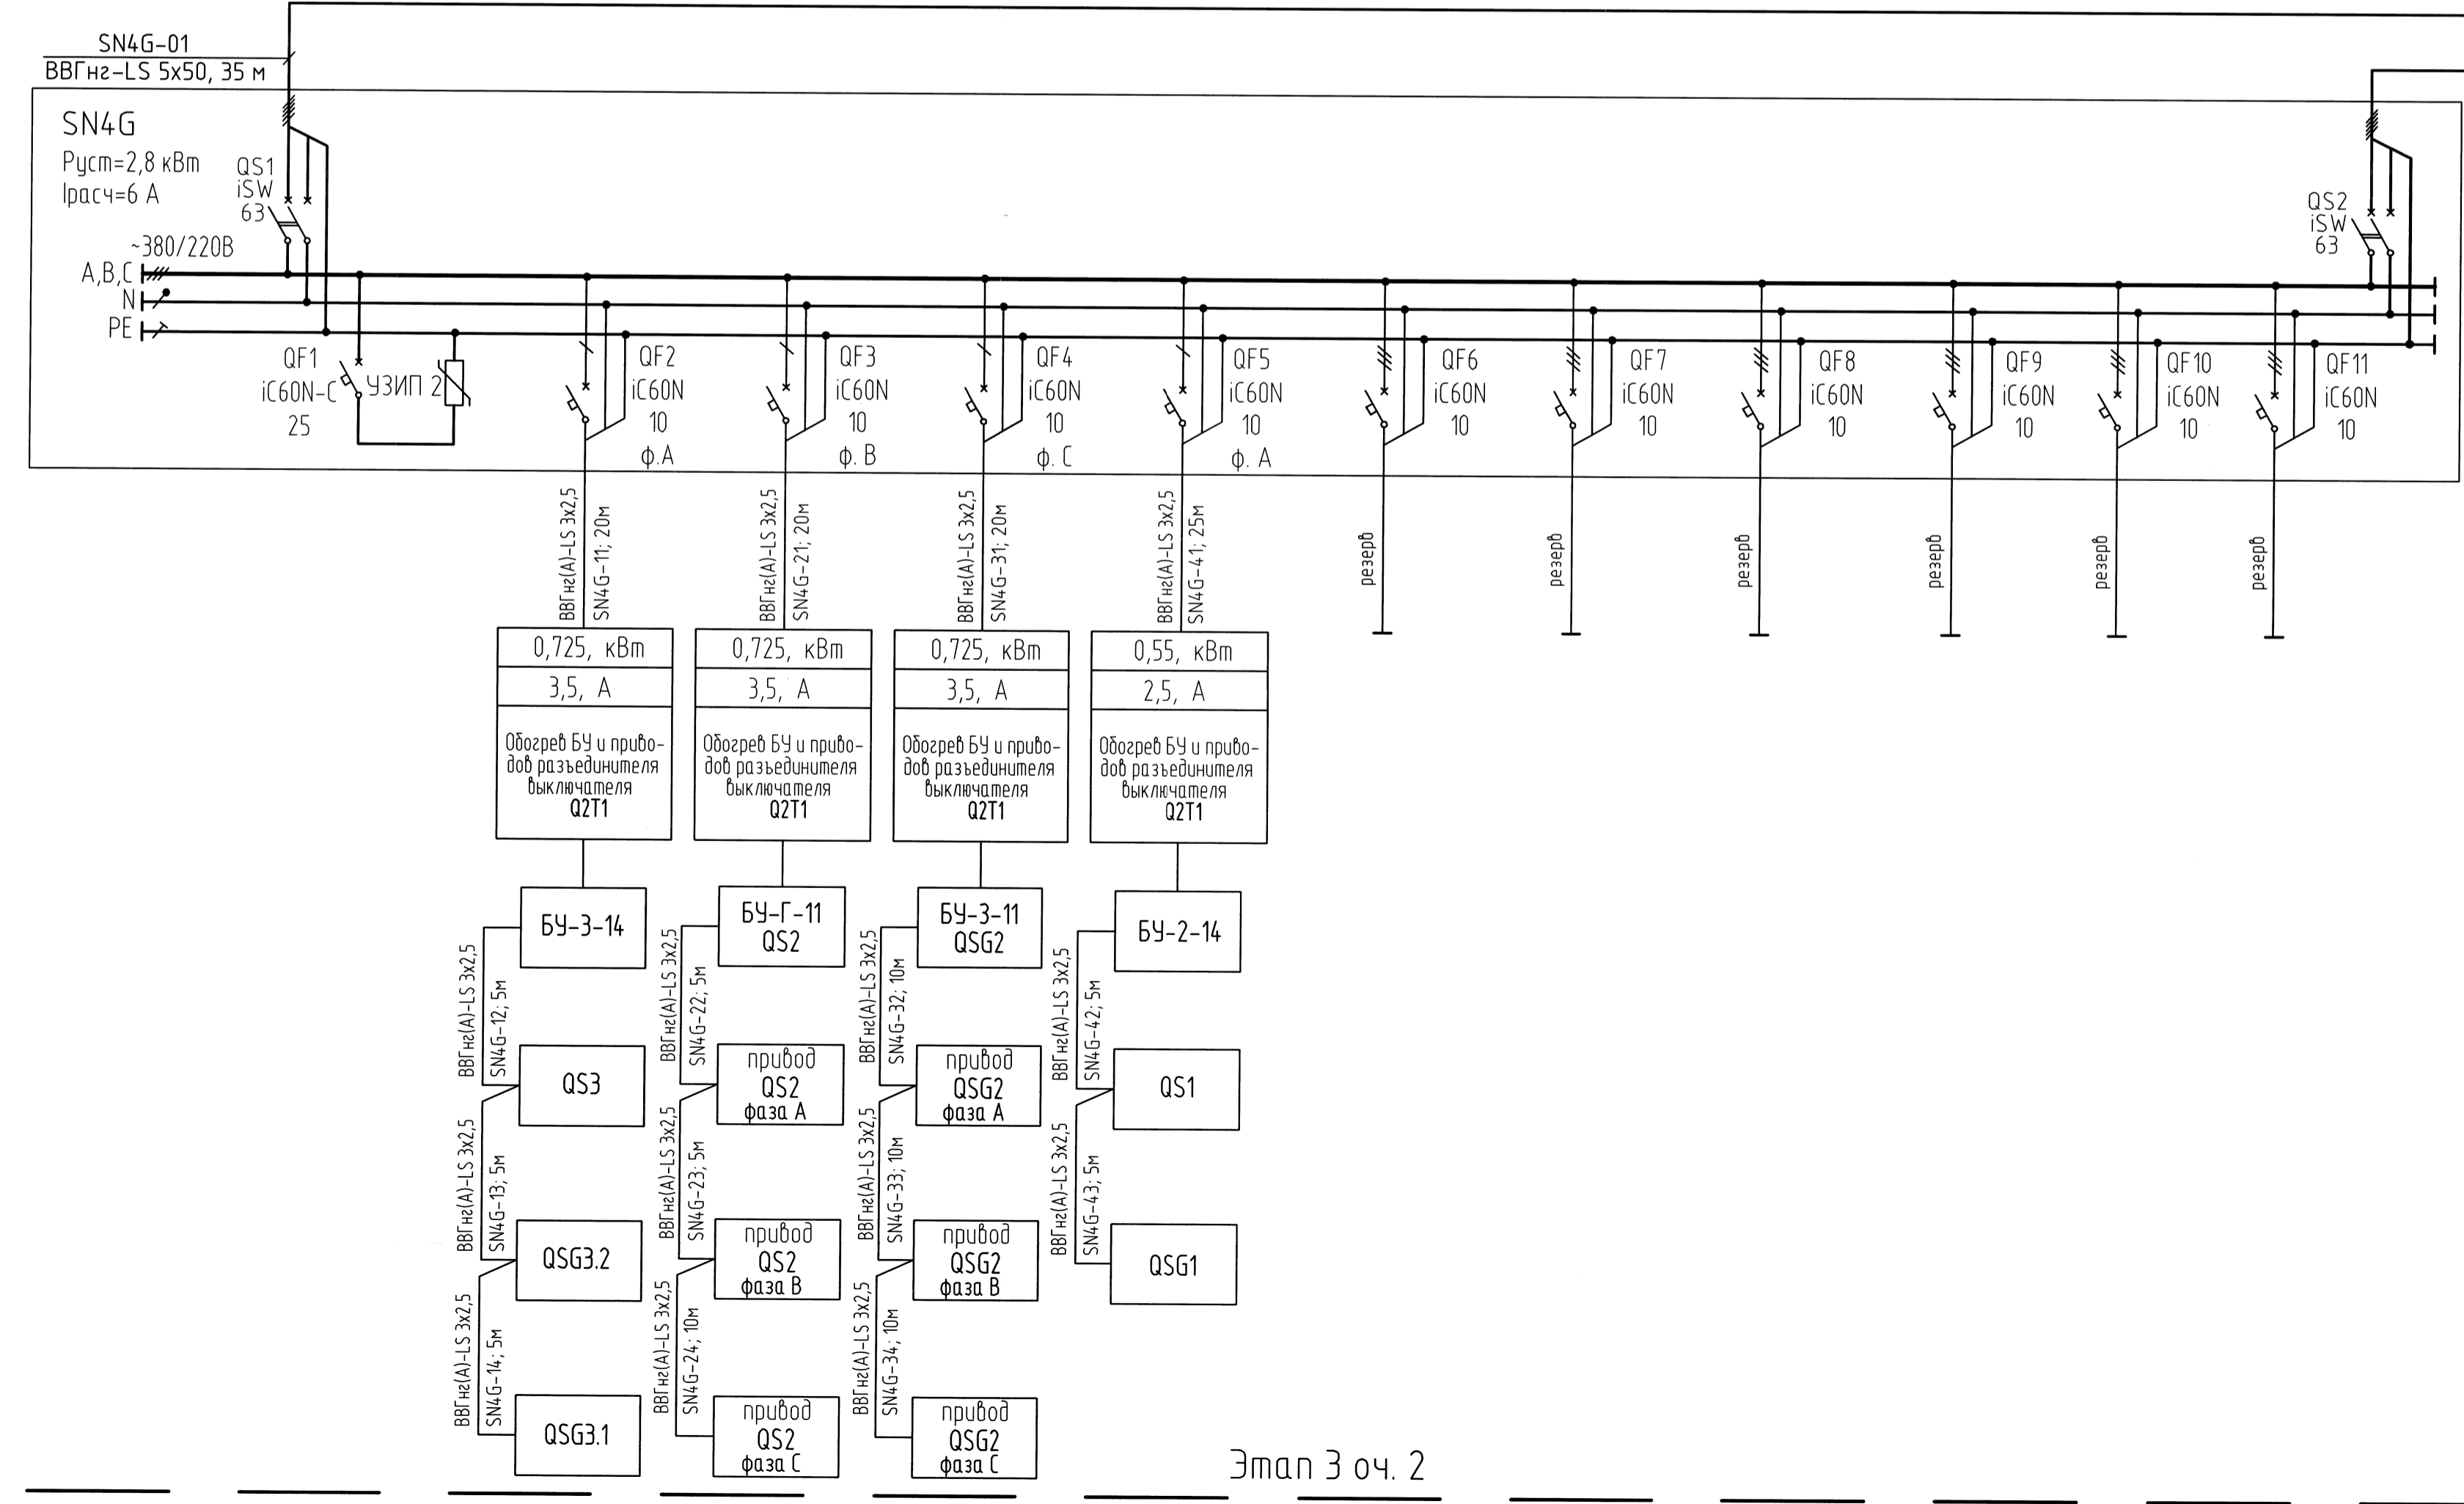 SN4G-01
ВВГнг-LS 5х50, 35 м
SN4G
Руст=2,8 кВт
Iрасч=6 А
QS1
iSW
63
~380/220В
A,B,C
N
PE
QF1
iC60N-C
25
УЗИП 2
QF2
iC60N
10
ф.А
QF3
iC60N
10
ф. В
QF4
iC60N
10
ф. С
QF5
iC60N
10
ф. А
QF6
iC60N
10
QF7
iC60N
10
QF8
iC60N
10
QF9
iC60N
10
QF10
iC60N
10
QF11
iC60N
10
QS2
iSW
63
ВВГнг(А)-LS 3х2,5
SN4G-11; 20м
ВВГнг(А)-LS 3х2,5
SN4G-21; 20м
ВВГнг(А)-LS 3х2,5
SN4G-31; 20м
ВВГнг(А)-LS 3х2,5
SN4G-41; 25м
резерв
резерв
резерв
резерв
резерв
резерв
0,725, кВт
3,5, А
Обогрев БУ и приво-
дов разъединителя
выключателя
Q2T1
0,725, кВт
3,5, А
Обогрев БУ и приво-
дов разъединителя
выключателя
Q2T1
0,725, кВт
3,5, А
Обогрев БУ и приво-
дов разъединителя
выключателя
Q2T1
0,55, кВт
2,5, А
Обогрев БУ и приво-
дов разъединителя
выключателя
Q2T1
БУ-3-14
ВВГнг(А)-LS 3х2,5
SN4G-12; 5м
QS3
ВВГнг(А)-LS 3х2,5
SN4G-13; 5м
QSG3.2
ВВГнг(А)-LS 3х2,5
SN4G-14; 5м
QSG3.1
БУ-Г-11
QS2
ВВГнг(А)-LS 3х2,5
SN4G-22; 5м
привод
QS2
фаза А
ВВГнг(А)-LS 3х2,5
SN4G-23; 5м
привод
QS2
фаза В
ВВГнг(А)-LS 3х2,5
SN4G-24; 10м
привод
QS2
фаза С
БУ-3-11
QSG2
ВВГнг(А)-LS 3х2,5
SN4G-32; 10м
привод
QSG2
фаза А
ВВГнг(А)-LS 3х2,5
SN4G-33; 10м
привод
QSG2
фаза В
ВВГнг(А)-LS 3х2,5
SN4G-34; 10м
привод
QSG2
фаза С
БУ-2-14
ВВГнг(А)-LS 3х2,5
SN4G-42; 5м
QS1
ВВГнг(А)-LS 3х2,5
SN4G-43; 5м
QSG1
Этап 3 оч. 2